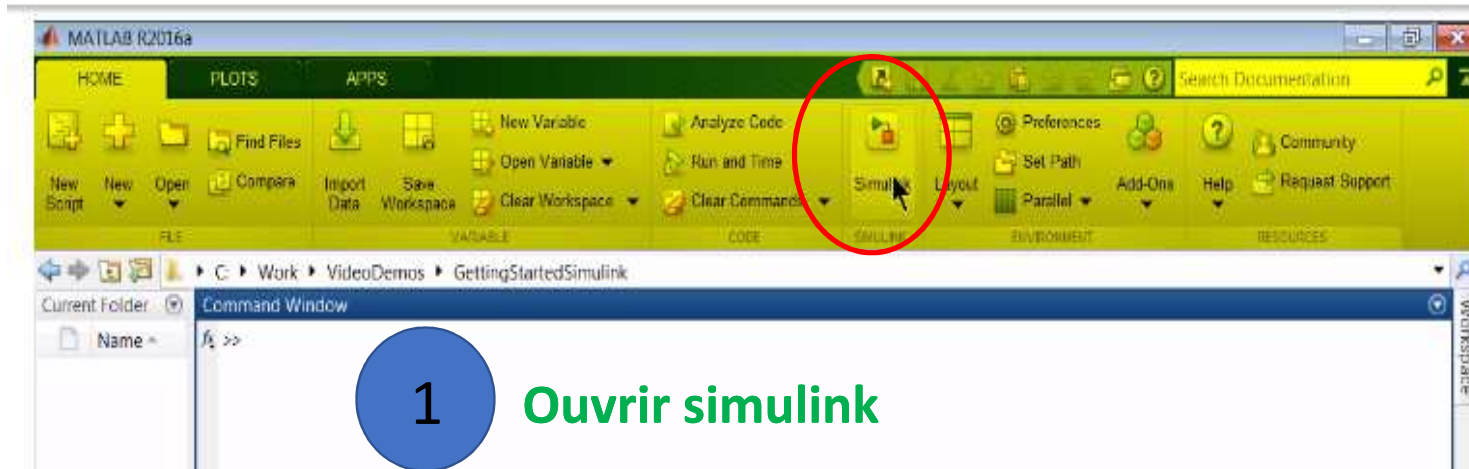 MATLAB R2016a
HOME PLOTS APPS Search Documentation
New Script New Open Find Files Compare Import Data Save Workspace New Variable Open Variable Clear Workspace Analyze Code Run and Time Clear Commands Simulink Layout Preferences Set Path Parallel Add-Ons Help Community Request Support
FILE VARIABLE CODE SIMULINK ENVIRONMENT RESOURCES
C: Work VideoDemos GettingStartedSimulink
Current Folder Command Window Workspace
Name fx >>
1 Ouvrir simulink